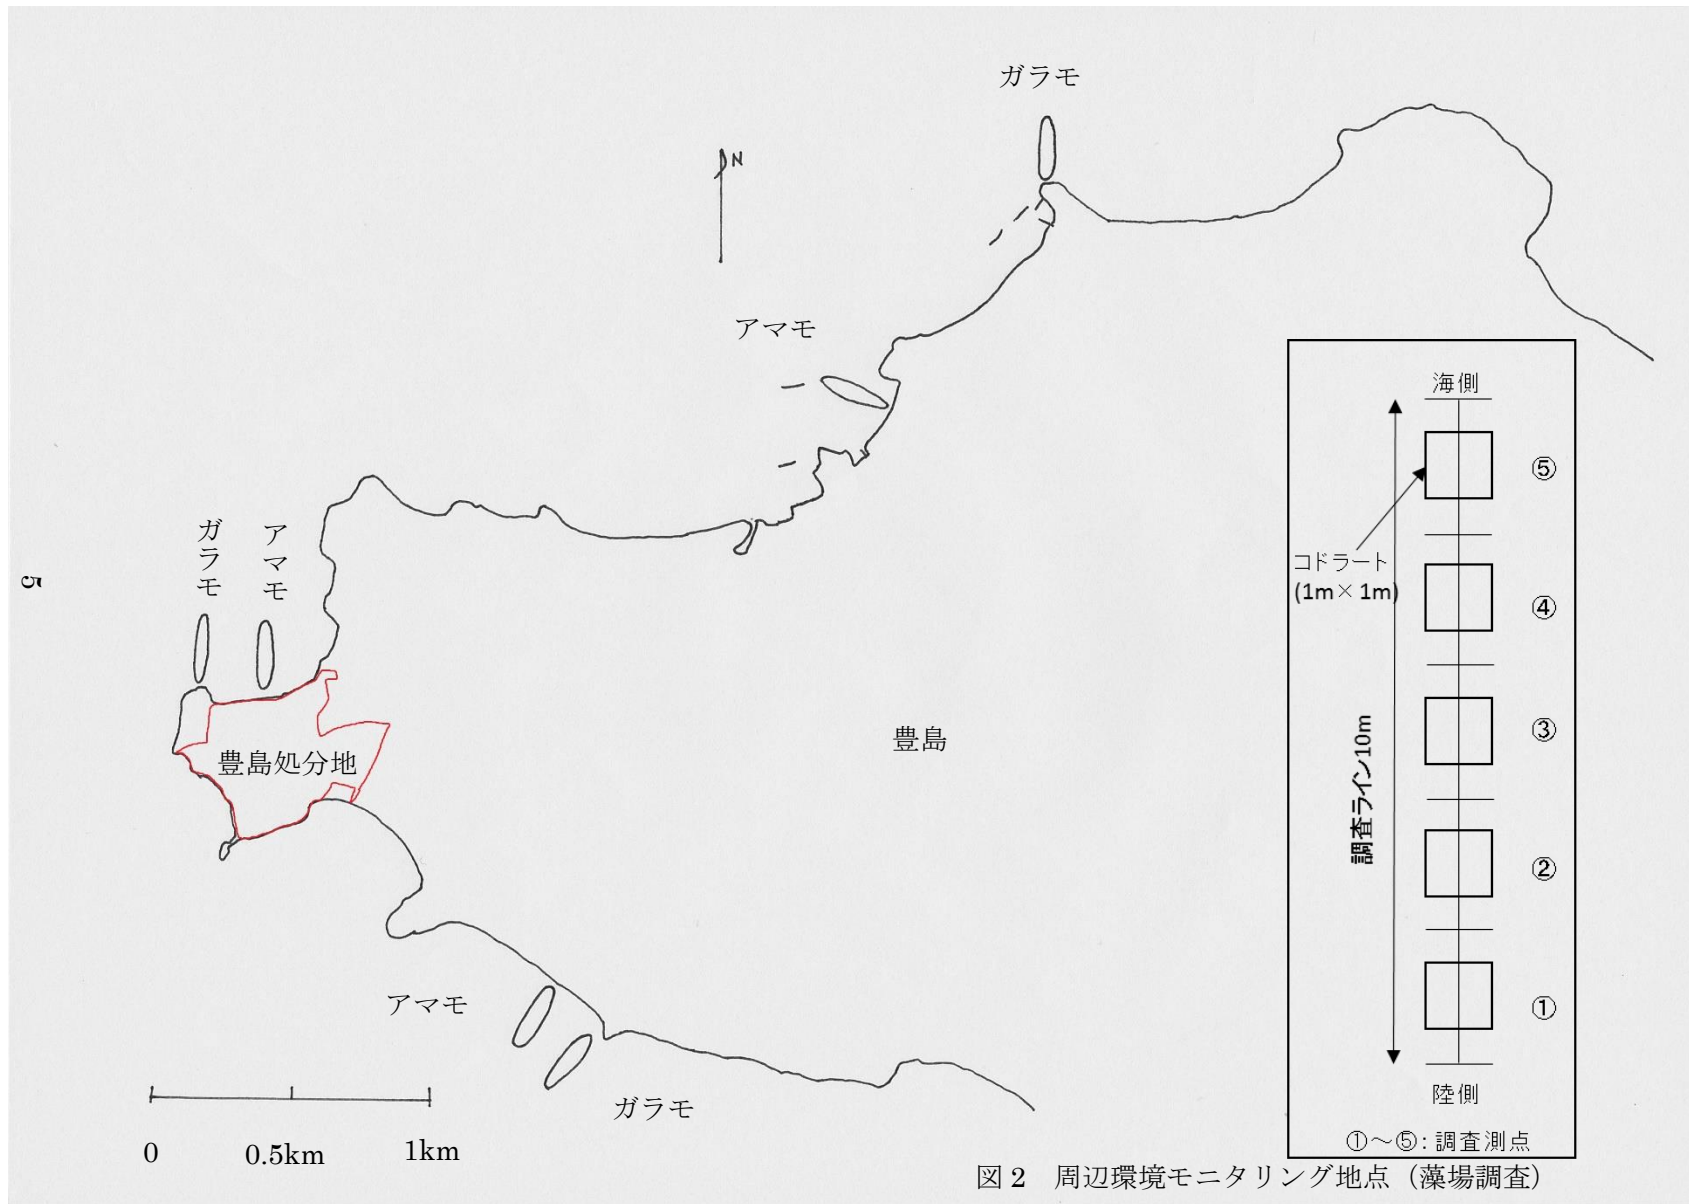 ガラモ
N
アマモ
ガラモ
アマモ
5
豊島処分地
豊島
アマモ
ガラモ
0
0.5km
1km
海側
⑤
コドラート
(1m×1m)
④
③
調査ライン10m
②
①
陸側
①～⑤：調査測点
図2 周辺環境モニタリング地点（藻場調査）